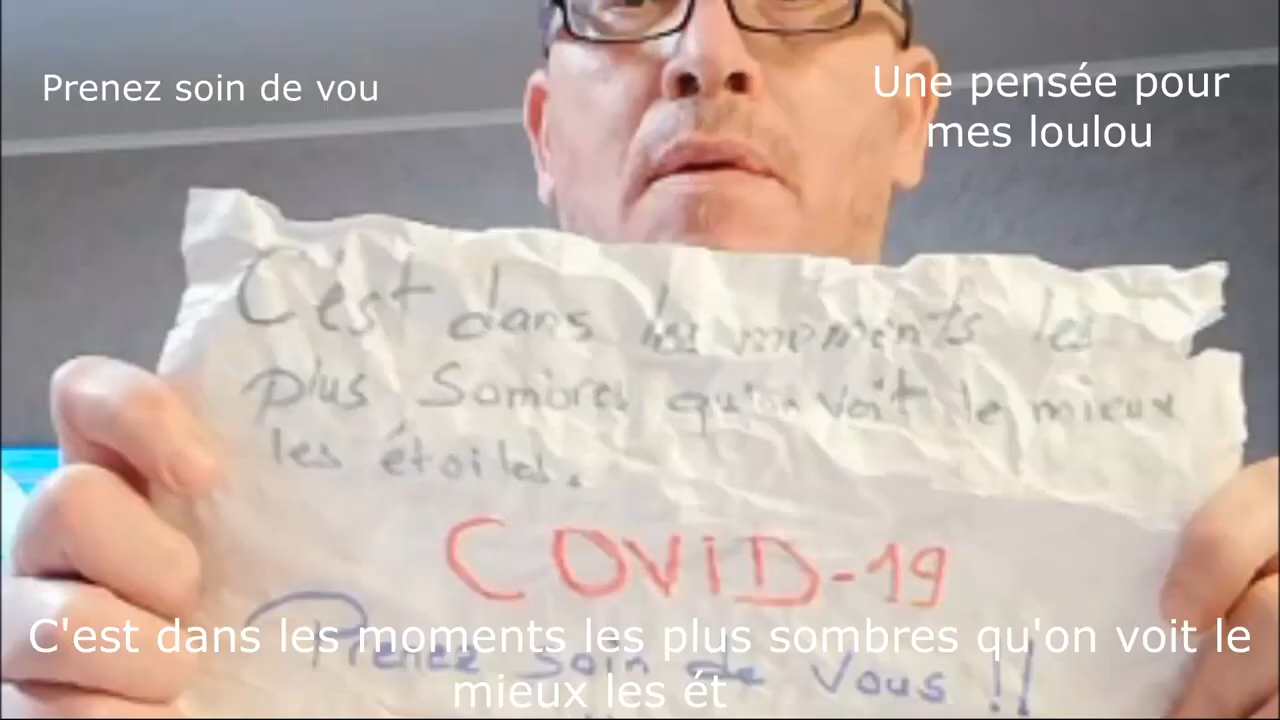 Prenez soin de vou
Une pensée pour
mes loulou
C'est dans les moments les
plus sombres qu'on voit le mieux
les étoiles.
COViD-19
Prenez soin de vous !!
C'est dans les moments les plus sombres qu'on voit le
mieux les ét